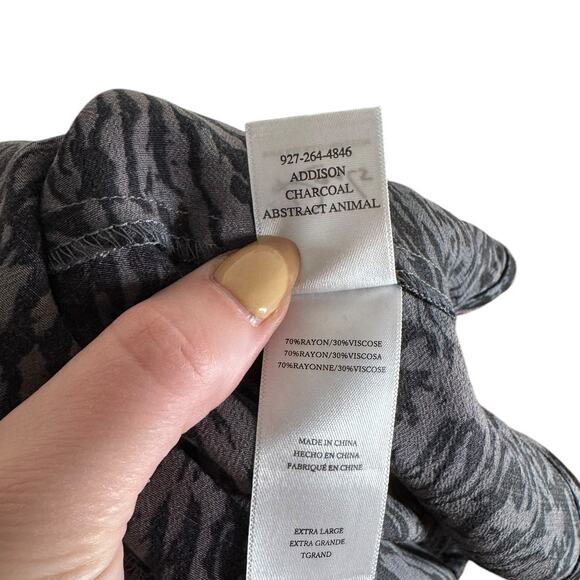 927-264-4846
ADDISON
CHARCOAL
ABSTRACT ANIMAL
70%RAYON/30%VISCOSE
70%RAYON/30%VISCOSA
70%RAYONNE/30%VISCOSE
MADE IN CHINA
HECHO EN CHINA
FABRIQUÉ EN CHINE
EXTRA LARGE
EXTRA GRANDE
TGRAND